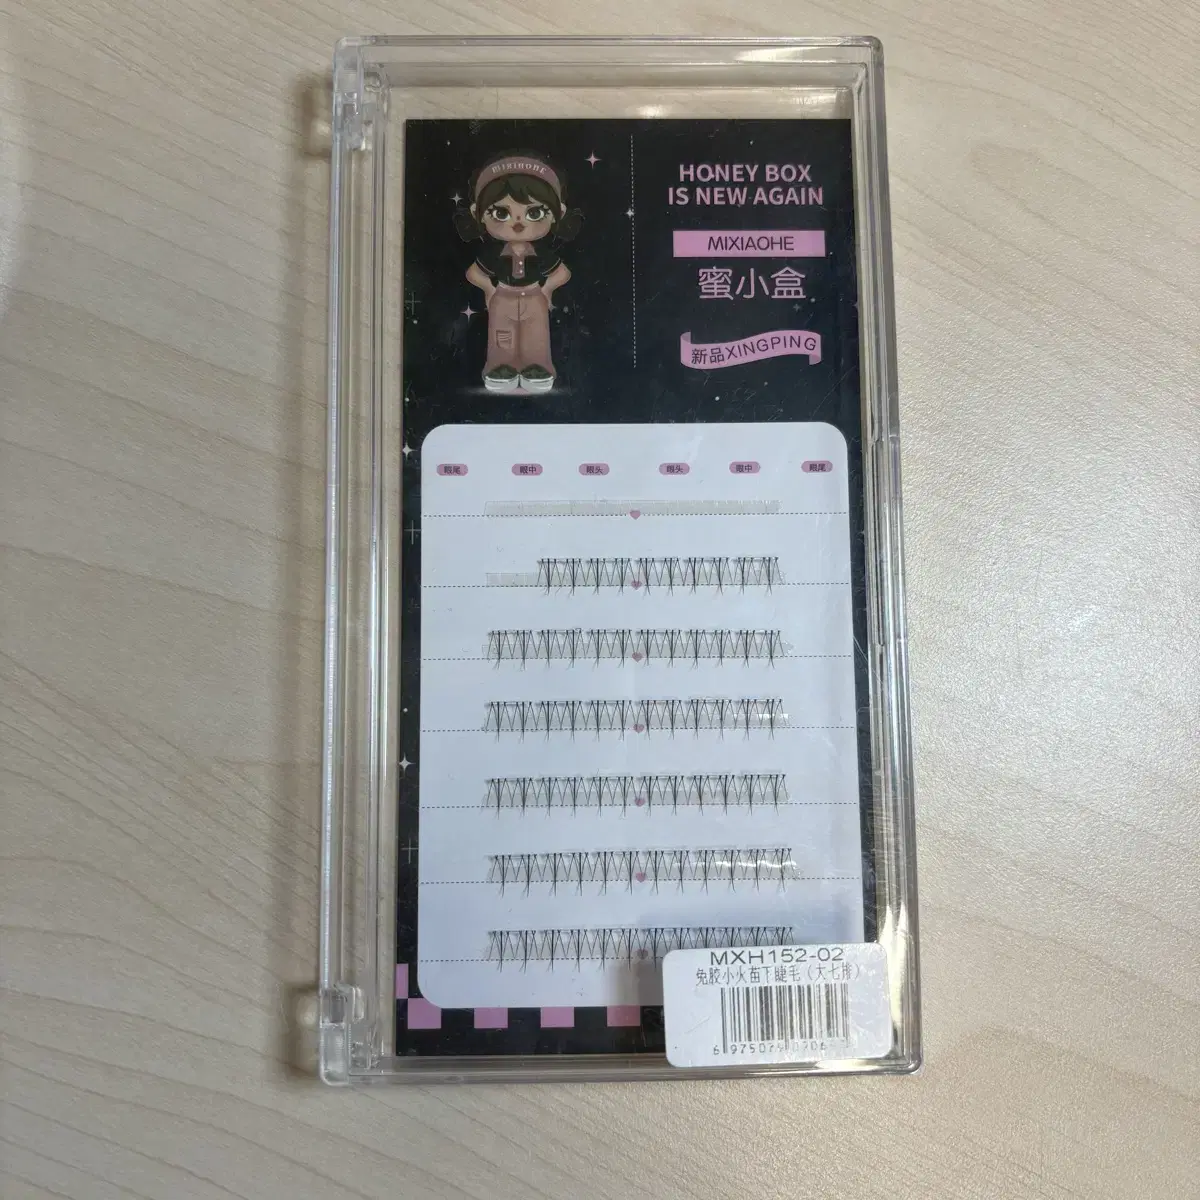 MIXIAOHE
HONEY BOX
IS NEW AGAIN
MIXIAOHE
蜜小盒
新品XINGPING
眼尾 眼中 眼头 眼头 眼中 眼尾
MXH152-02
免胶小火苗下睫毛（大七排）